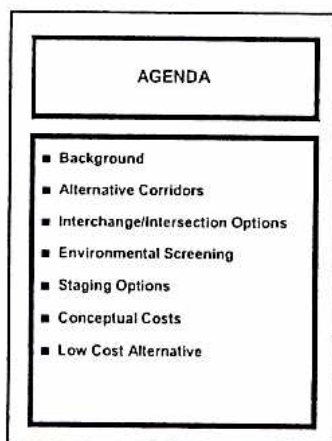 AGENDA
■ Background
■ Alternative Corridors
■ Interchange/Intersection Options
■ Environmental Screening
■ Staging Options
■ Conceptual Costs
■ Low Cost Alternative